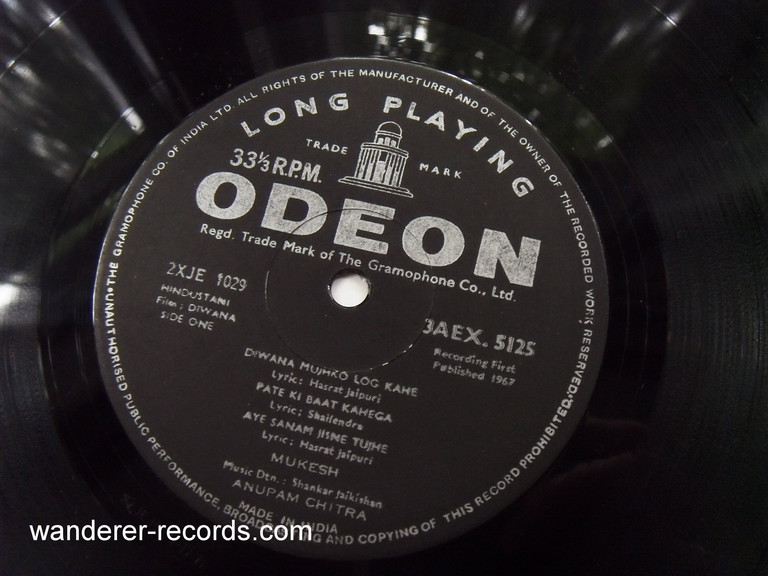 UNAUTHORISED PUBLIC PERFORMANCE, BROADCASTING AND COPYING OF THIS RECORD PROHIBITED. • THE GRAMOPHONE CO. OF INDIA LTD. ALL RIGHTS OF THE MANUFACTURER AND OF THE OWNER OF THE RECORDED WORK RESERVED.
LONG PLAYING
TRADE MARK
33⅓ R.P.M.
ODEON
Regd. Trade Mark of The Gramophone Co., Ltd.
2XJE 1029
HINDUSTANI
Film : DIWANA
SIDE ONE
3AEX. 5125
Recording First
Published 1967
DIWANA MUJHKO LOG KAHE
Lyric: Hasrat Jaipuri
PATE KI BAAT KAHEGA
Lyric: Shailendra
AYE SANAM JISNE TUJHE
Lyric: Hasrat Jaipuri
MUKESH
Music Dtn. : Shankar Jaikishan
ANUPAM CHITRA
MADE IN INDIA
wanderer-records.com